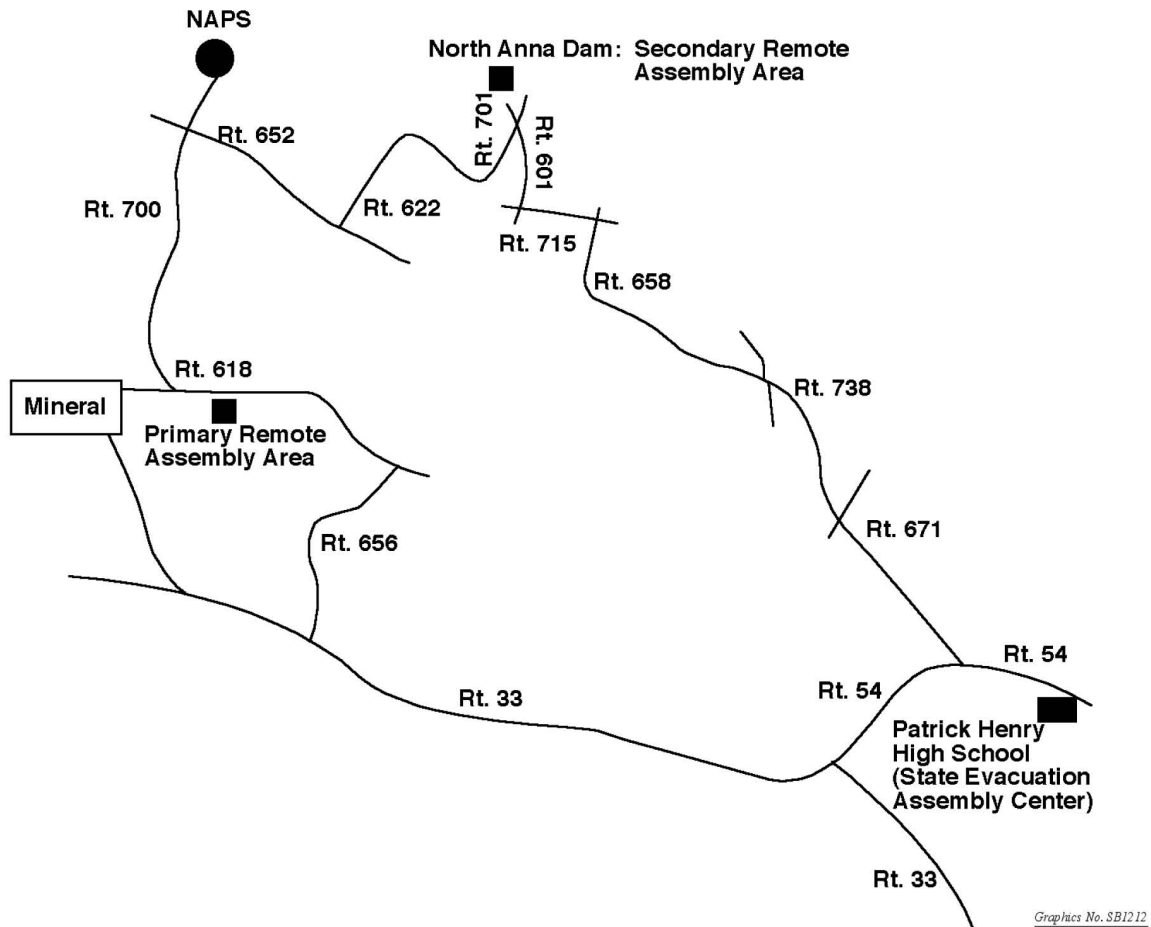 NAPS
North Anna Dam: Secondary Remote
Assembly Area
Rt. 652
Rt. 701
Rt. 601
Rt. 700
Rt. 622
Rt. 715
Rt. 658
Rt. 618
Rt. 738
Mineral
Primary Remote
Assembly Area
Rt. 671
Rt. 656
Rt. 54
Rt. 54
Rt. 33
Patrick Henry
High School
(State Evacuation
Assembly Center)
Rt. 33
Graphics No. SB1212